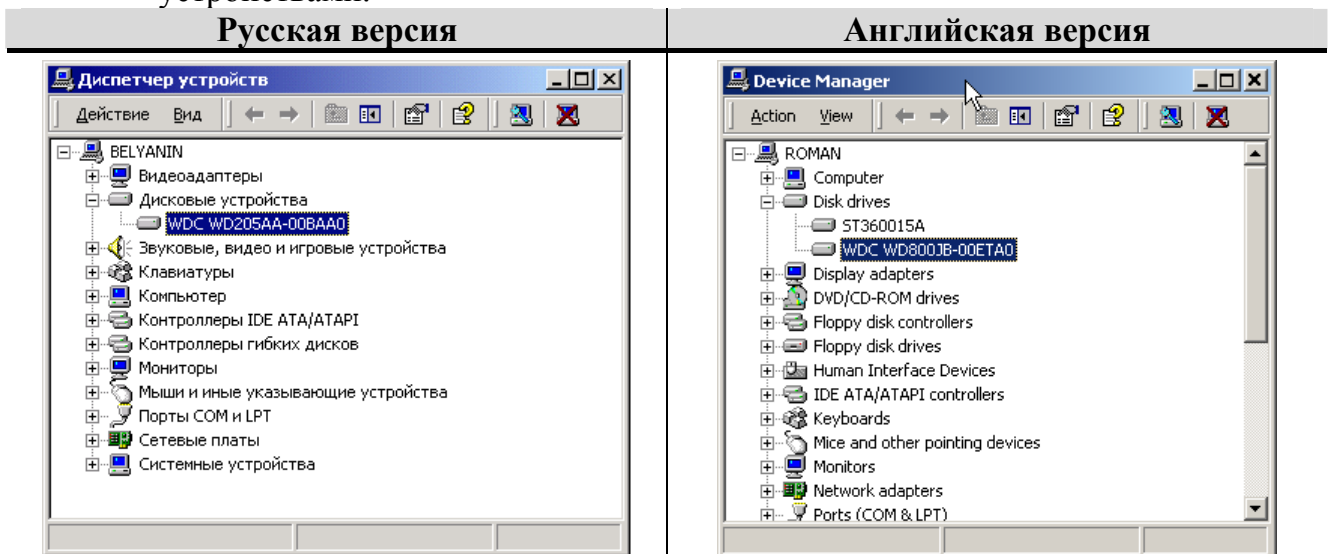 устройствами.
Русская версия
Английская версия
Диспетчер устройств
Действие Вид
BELYANIN
Видеоадаптеры
Дисковые устройства
WDC WD205AA-00BAA0
Звуковые, видео и игровые устройства
Клавиатуры
Компьютер
Контроллеры IDE ATA/ATAPI
Контроллеры гибких дисков
Мониторы
Мыши и иные указывающие устройства
Порты COM и LPT
Сетевые платы
Системные устройства
Device Manager
Action View
ROMAN
Computer
Disk drives
ST360015A
WDC WD800JB-00ETA0
Display adapters
DVD/CD-ROM drives
Floppy disk controllers
Floppy disk drives
Human Interface Devices
IDE ATA/ATAPI controllers
Keyboards
Mice and other pointing devices
Monitors
Network adapters
Ports (COM & LPT)